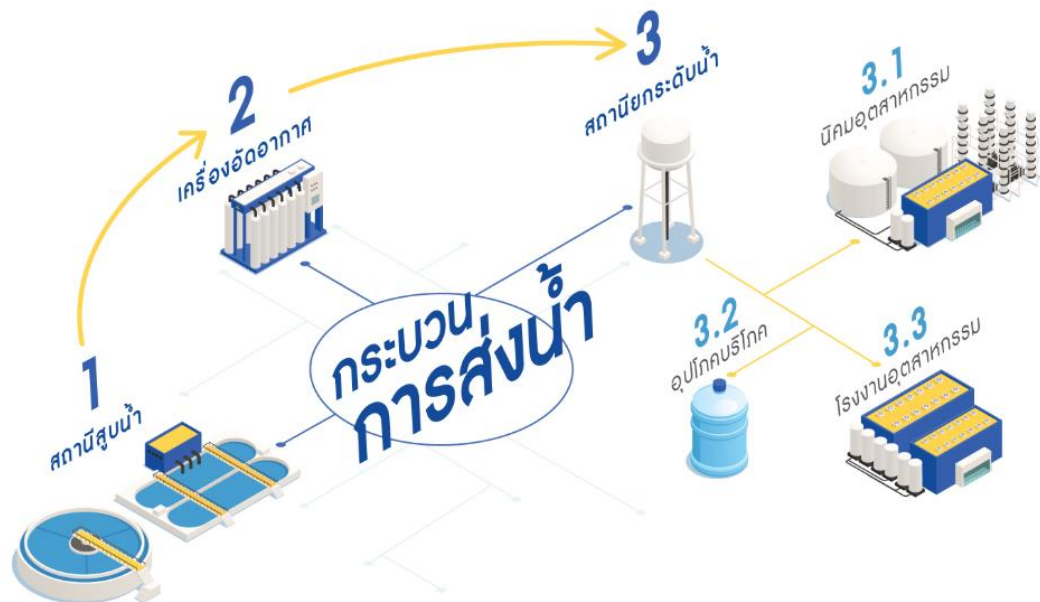 1
สถานีสูบน้ำ
2
เครื่องอัดอากาศ
3
สถานียกระดับน้ำ
กระบวน
การส่งน้ำ
3.1
นิคมอุตสาหกรรม
3.2
อุปโภคบริโภค
3.3
โรงงานอุตสาหกรรม